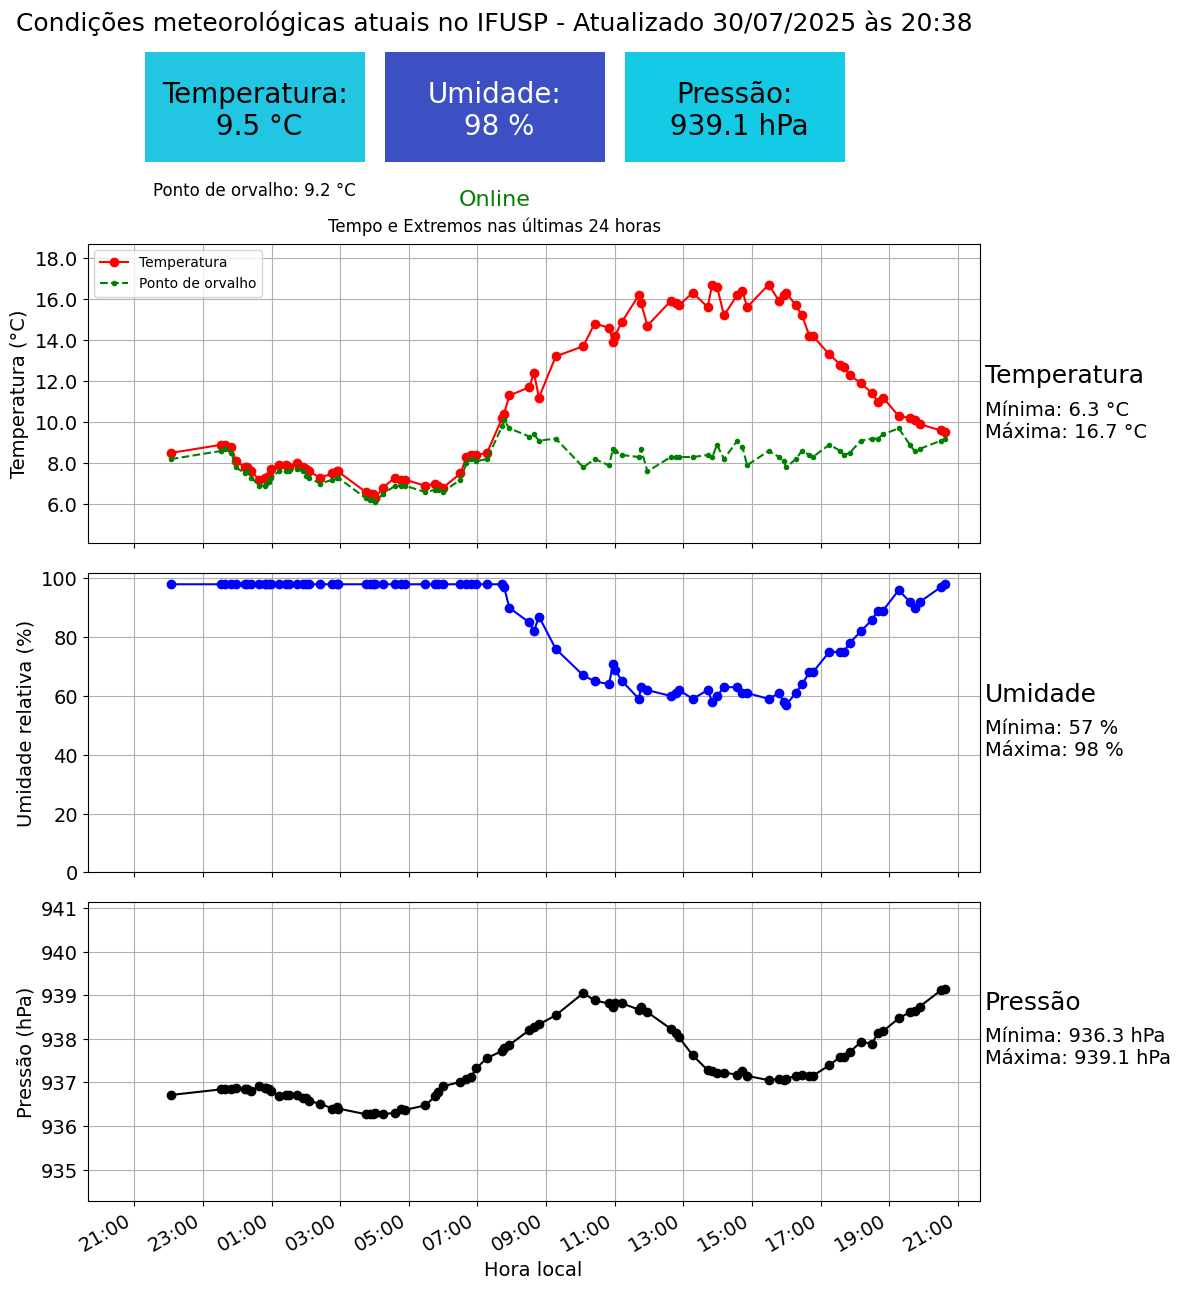 Condições meteorológicas atuais no IFUSP - Atualizado 30/07/2025 às 20:38
Temperatura:
9.5 °C
Umidade:
98 %
Pressão:
939.1 hPa
Ponto de orvalho: 9.2 °C
Online
Tempo e Extremos nas últimas 24 horas
Temperatura
Ponto de orvalho
Temperatura (°C)
18.0
16.0
14.0
12.0
10.0
8.0
6.0
Temperatura
Mínima: 6.3 °C
Máxima: 16.7 °C
Umidade relativa (%)
100
80
60
40
20
0
Umidade
Mínima: 57 %
Máxima: 98 %
Pressão (hPa)
941
940
939
938
937
936
935
Pressão
Mínima: 936.3 hPa
Máxima: 939.1 hPa
21:00 23:00 01:00 03:00 05:00 07:00 09:00 11:00 13:00 15:00 17:00 19:00 21:00
Hora local